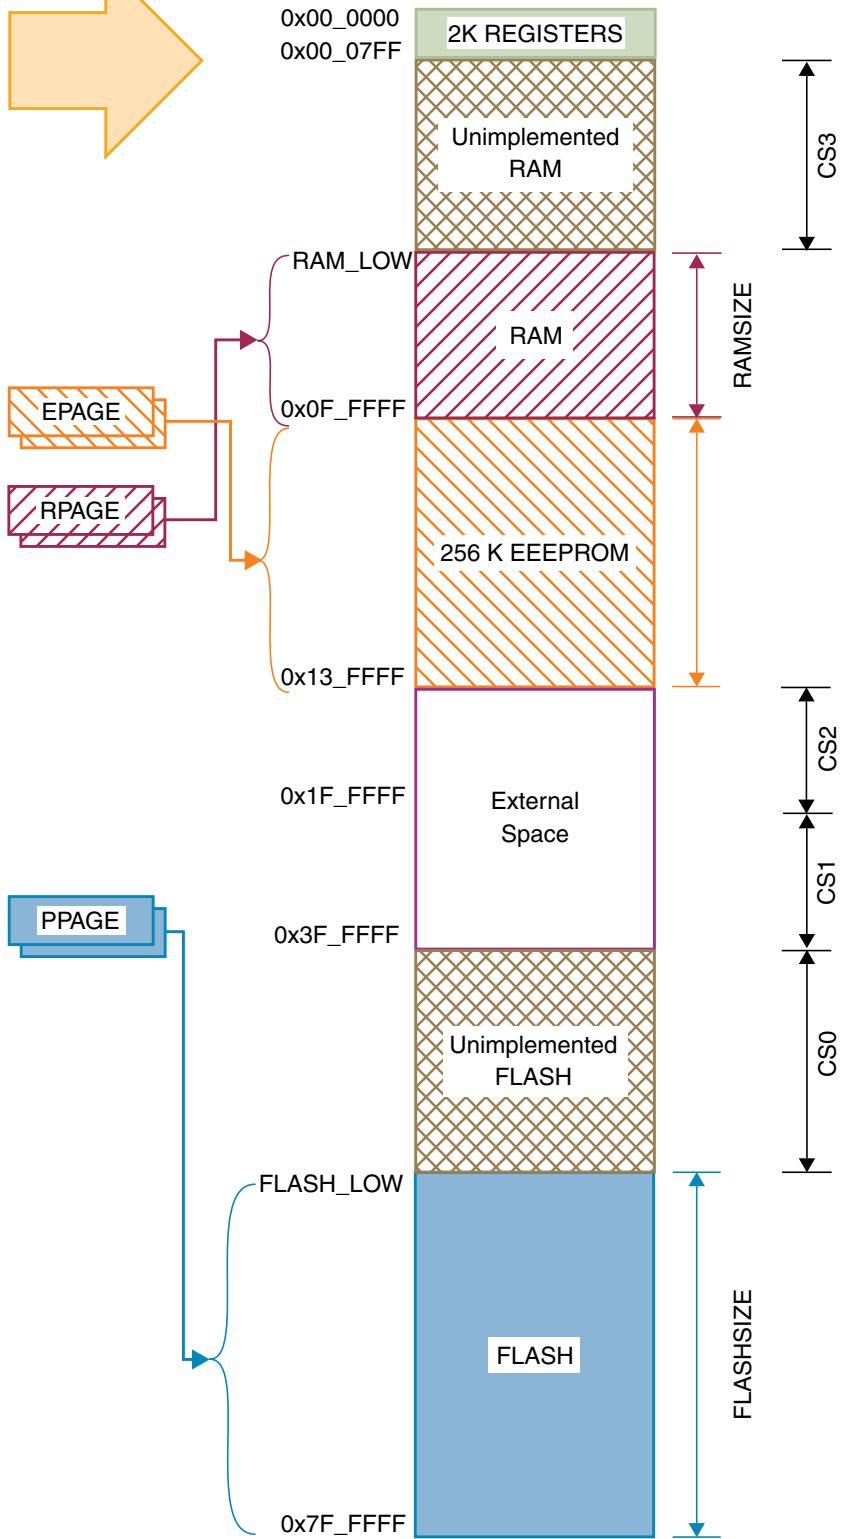 0x00_0000
2K REGISTERS
0x00_07FF
Unimplemented
RAM
CS3
RAM_LOW
RAM
RAMSIZE
0x0F_FFFF
EPAGE
RPAGE
256 K EEEPROM
0x13_FFFF
CS2
0x1F_FFFF
External
Space
CS1
PPAGE
0x3F_FFFF
Unimplemented
FLASH
CS0
FLASH_LOW
FLASH
FLASHSIZE
0x7F_FFFF